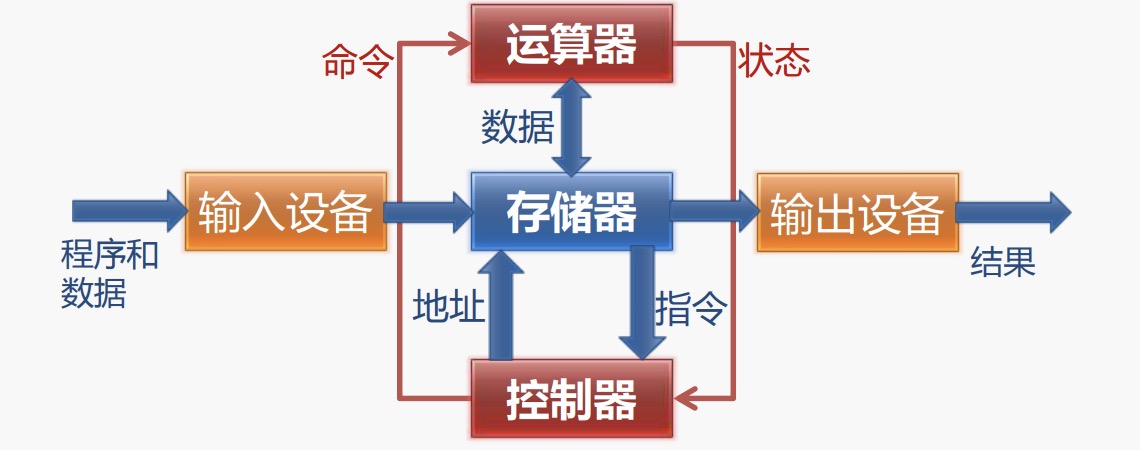 运算器
命令
状态
数据
输入设备
存储器
输出设备
程序和
数据
结果
地址
指令
控制器